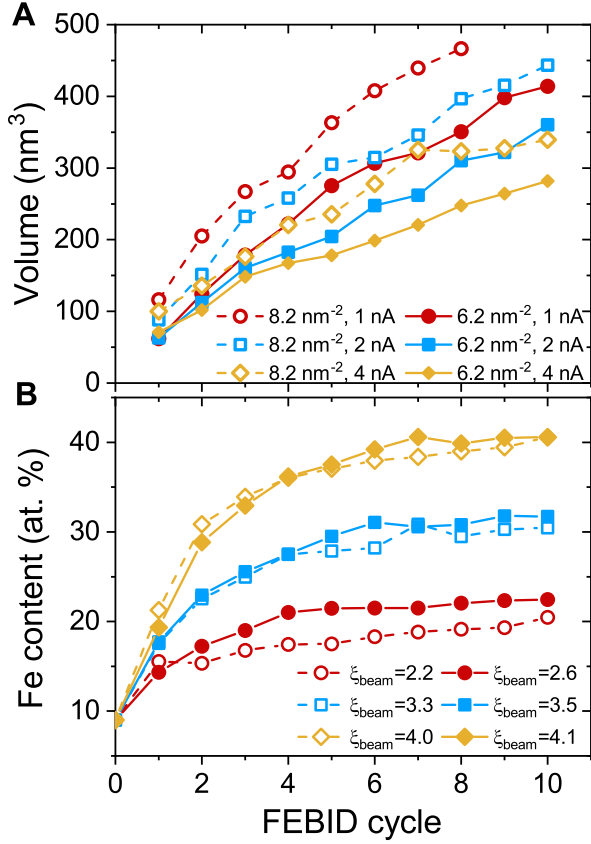 A
500
400
300
200
100
0
Volume (nm³)
8.2 nm⁻², 1 nA
6.2 nm⁻², 1 nA
8.2 nm⁻², 2 nA
6.2 nm⁻², 2 nA
8.2 nm⁻², 4 nA
6.2 nm⁻², 4 nA
B
40
30
20
10
Fe content (at. %)
ξbeam=2.2
ξbeam=2.6
ξbeam=3.3
ξbeam=3.5
ξbeam=4.0
ξbeam=4.1
0 2 4 6 8 10
FEBID cycle